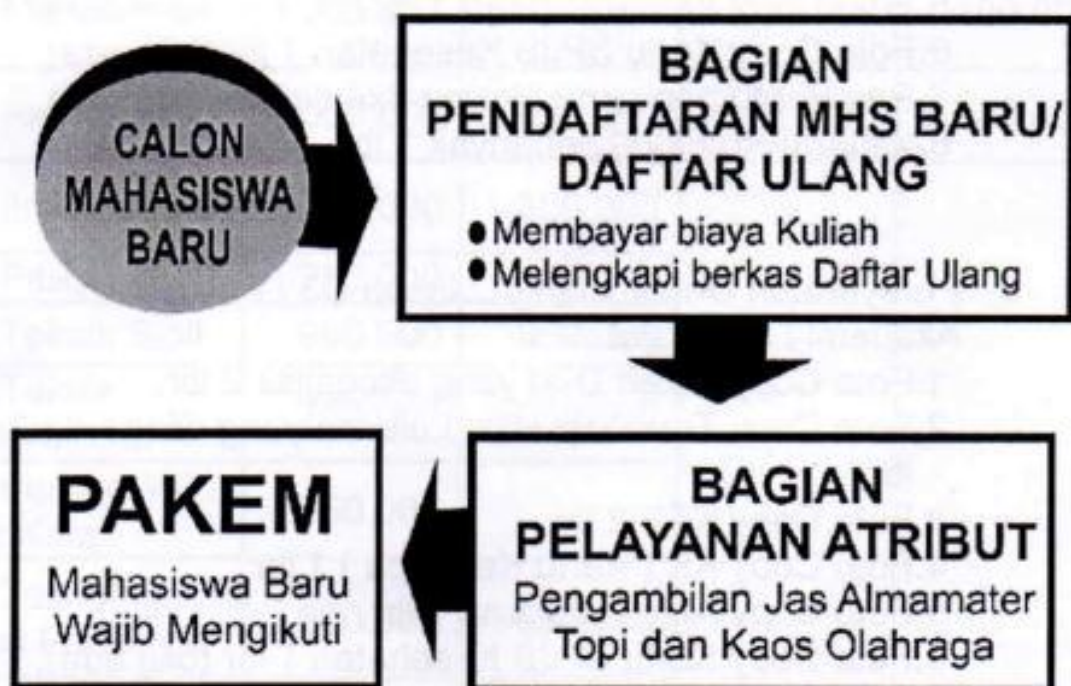 CALON
MAHASISWA
BARU
BAGIAN
PENDAFTARAN MHS BARU/
DAFTAR ULANG
● Membayar biaya Kuliah
● Melengkapi berkas Daftar Ulang
BAGIAN
PELAYANAN ATRIBUT
Pengambilan Jas Almamater
Topi dan Kaos Olahraga
PAKEM
Mahasiswa Baru
Wajib Mengikuti